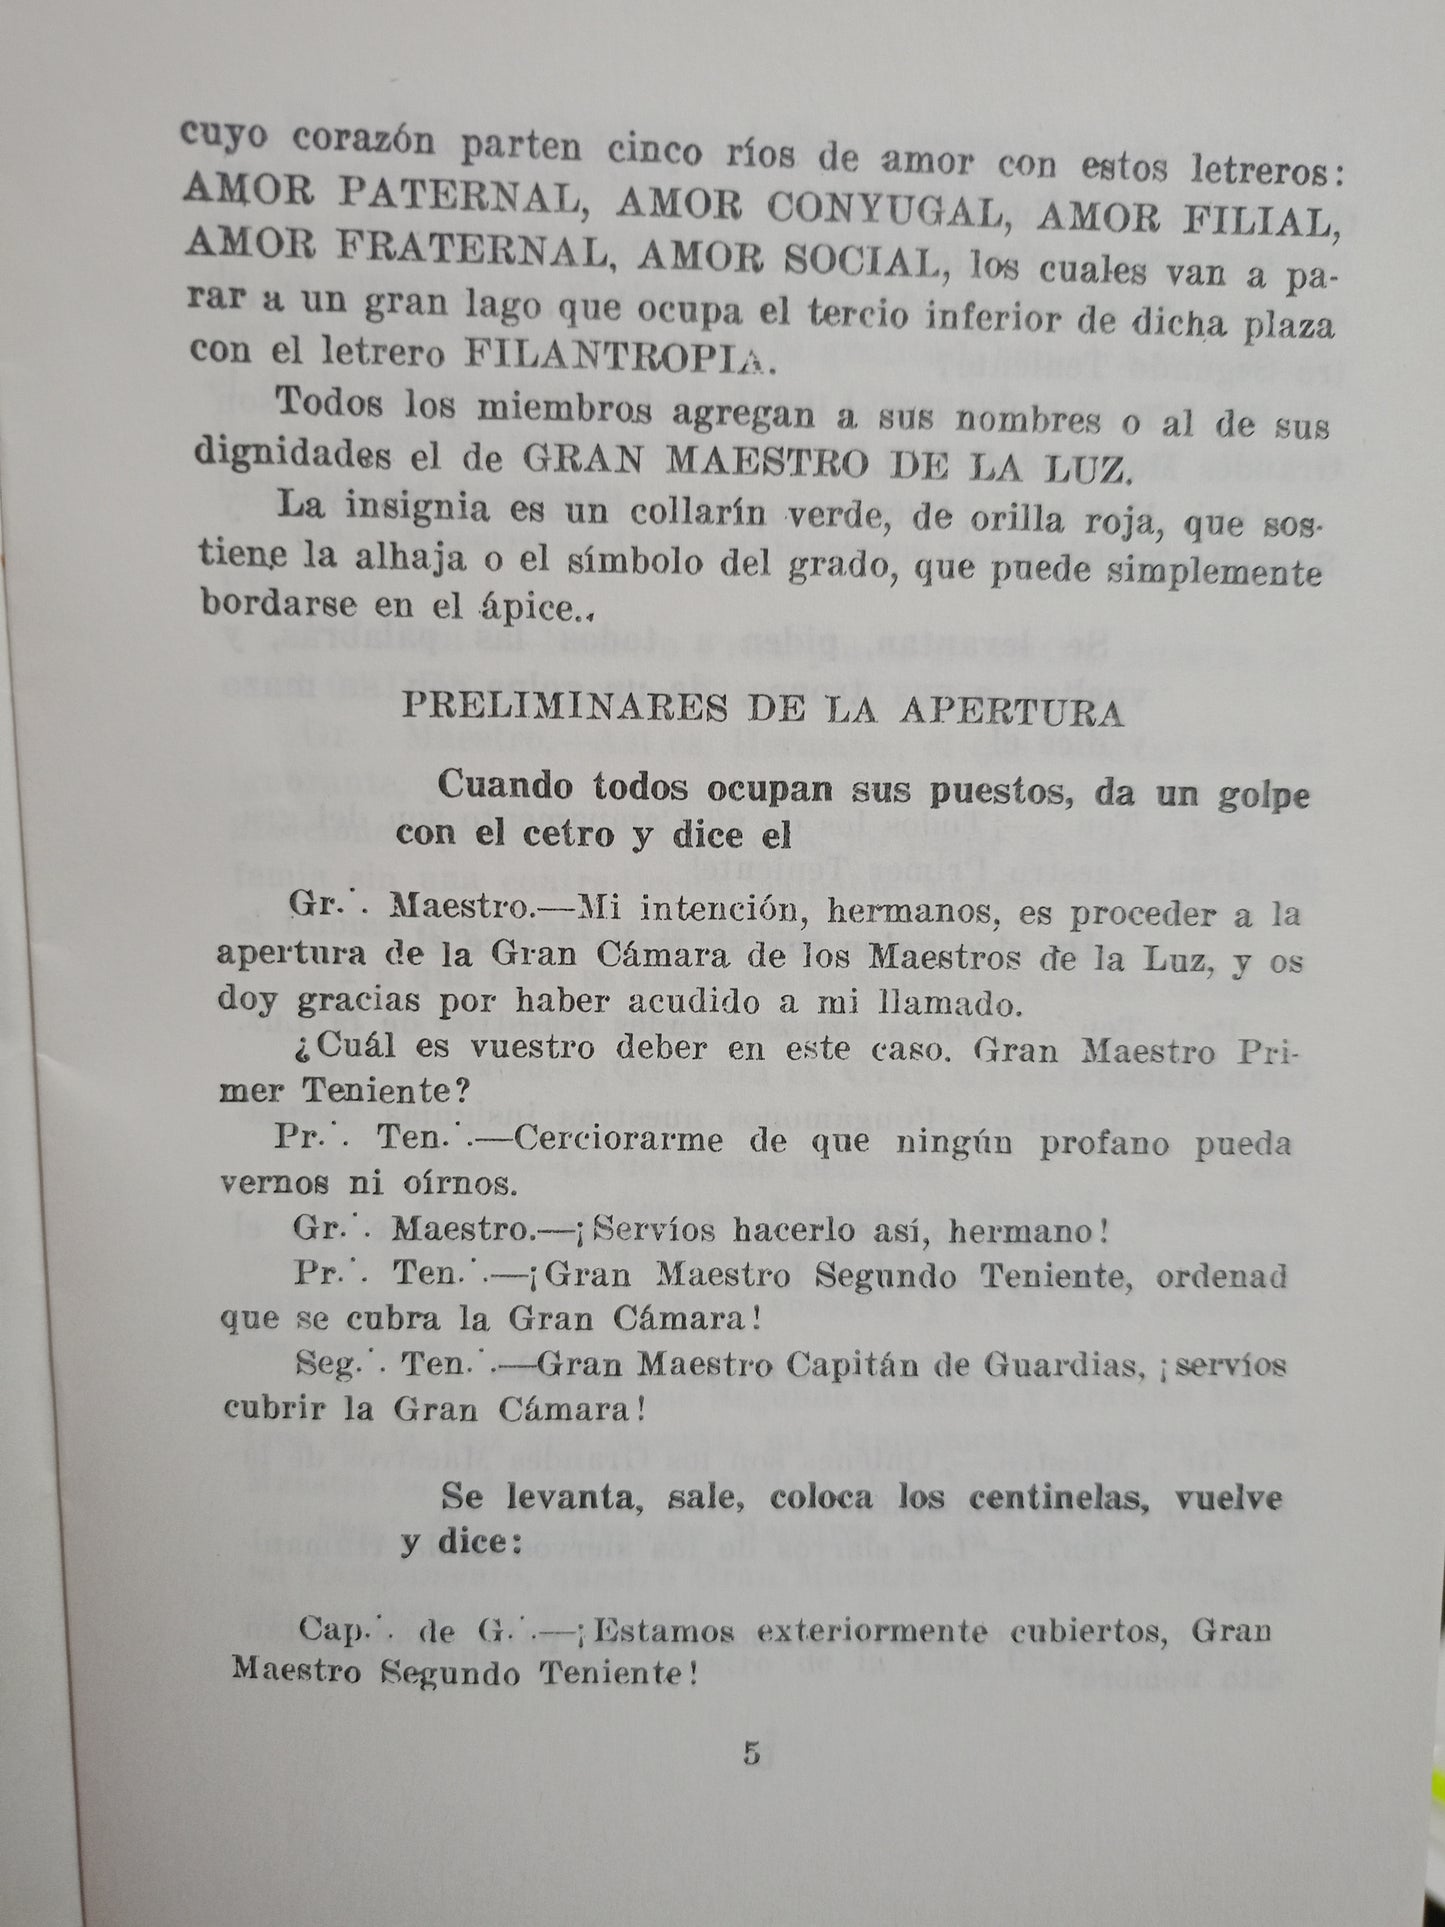 cuyo corazón parten cinco ríos de amor con estos letreros:
AMOR PATERNAL, AMOR CONYUGAL, AMOR FILIAL,
AMOR FRATERNAL, AMOR SOCIAL, los cuales van a pa-
rar a un gran lago que ocupa el tercio inferior de dicha plaza
con el letrero FILANTROPIA.
Todos los miembros agregan a sus nombres o al de sus
dignidades el de GRAN MAESTRO DE LA LUZ.
La insignia es un collarín verde, de orilla roja, que sos-
tiene la alhaja o el símbolo del grado, que puede simplemente
bordarse en el ápice..
PRELIMINARES DE LA APERTURA
Cuando todos ocupan sus puestos, da un golpe
con el cetro y dice el
Gr.˙. Maestro.—Mi intención, hermanos, es proceder a la
apertura de la Gran Cámara de los Maestros de la Luz, y os
doy gracias por haber acudido a mi llamado.
¿Cuál es vuestro deber en este caso. Gran Maestro Pri-
mer Teniente?
Pr.˙. Ten.˙.—Cerciorarme de que ningún profano pueda
vernos ni oírnos.
Gr.˙. Maestro.—¡Servíos hacerlo así, hermano!
Pr.˙. Ten.˙.—¡Gran Maestro Segundo Teniente, ordenad
que se cubra la Gran Cámara!
Seg.˙. Ten.˙.—Gran Maestro Capitán de Guardias, ¡servíos
cubrir la Gran Cámara!
Se levanta, sale, coloca los centinelas, vuelve
y dice:
Cap.˙. de G.˙.—¡Estamos exteriormente cubiertos, Gran
Maestro Segundo Teniente!
5